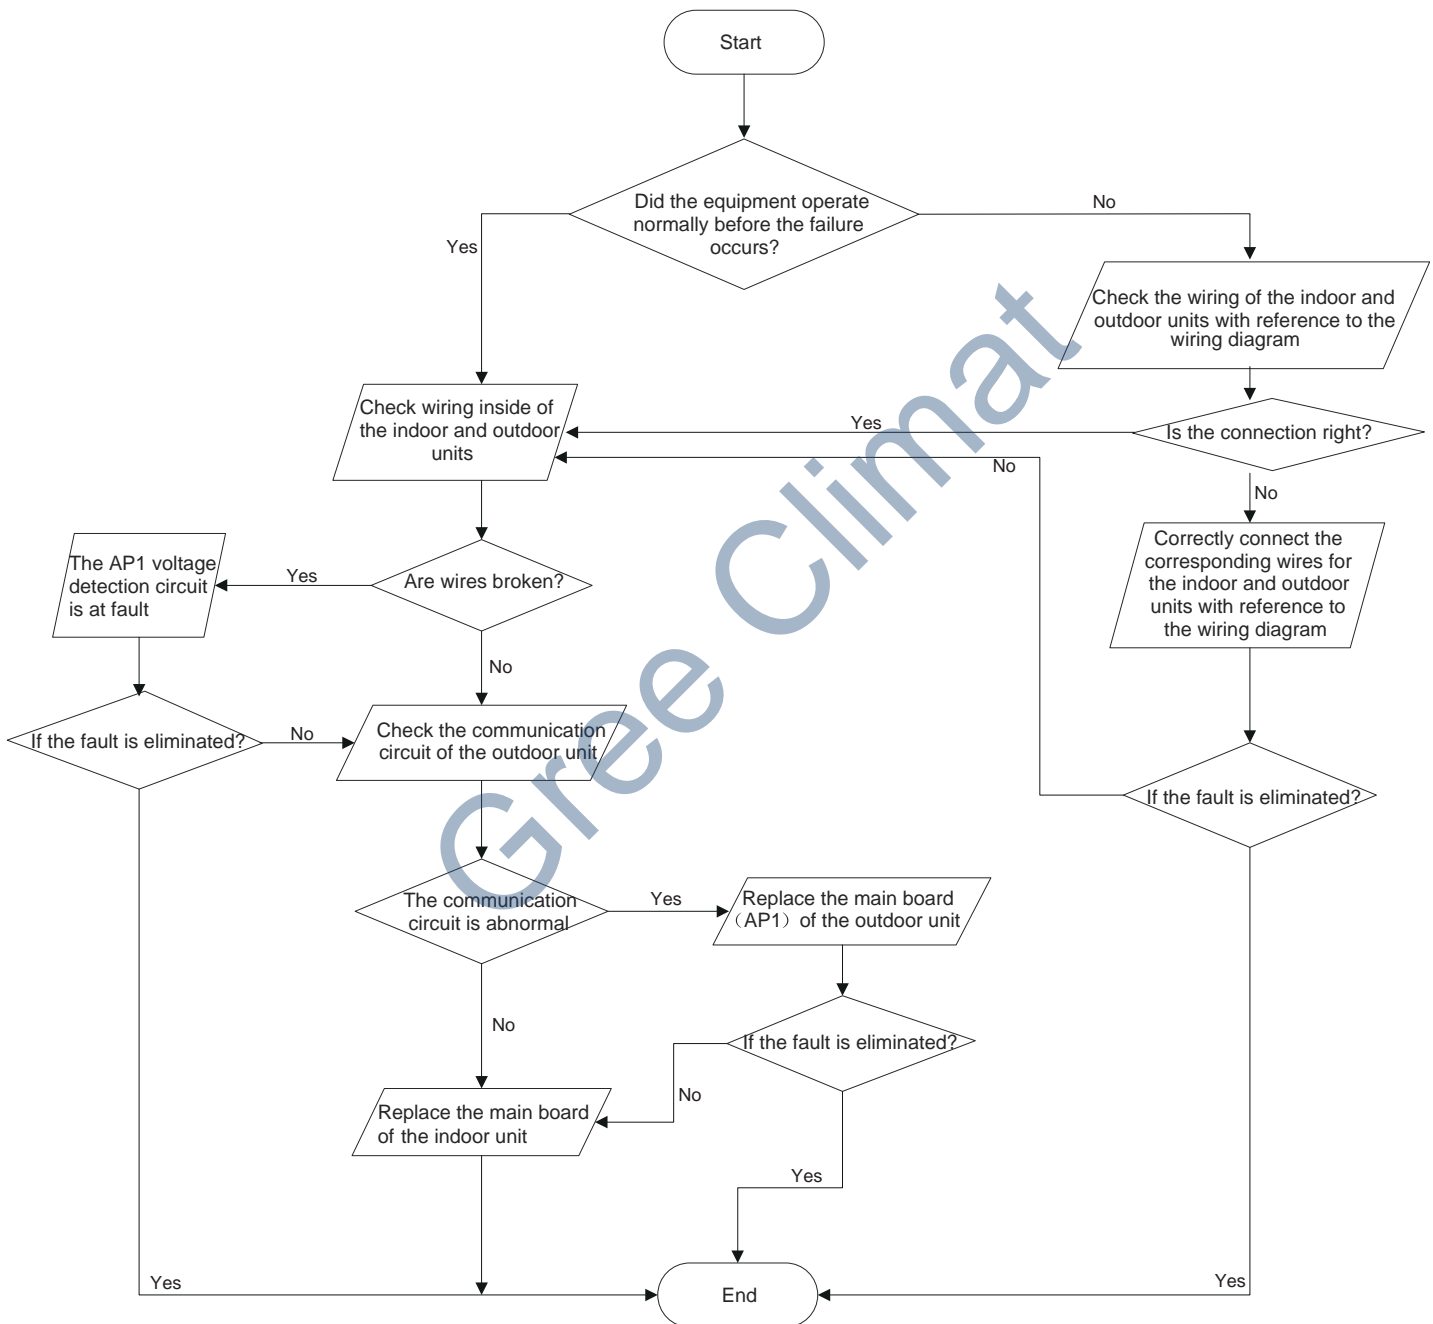 Start
Did the equipment operate
normally before the failure
occurs?
No
Yes
Check the wiring of the indoor and
outdoor units with reference to the
wiring diagram
Check wiring inside of
the indoor and outdoor
units
Yes
Is the connection right?
No
No
Correctly connect the
corresponding wires for
the indoor and outdoor
units with reference to
the wiring diagram
The AP1 voltage
detection circuit
is at fault
Yes
Are wires broken?
No
If the fault is eliminated?
No
Check the communication
circuit of the outdoor unit
If the fault is eliminated?
The communication
circuit is abnormal
Yes
Replace the main board
（AP1）of the outdoor unit
No
If the fault is eliminated?
No
Replace the main board
of the indoor unit
Yes
Yes
End
Yes
Gree Climat